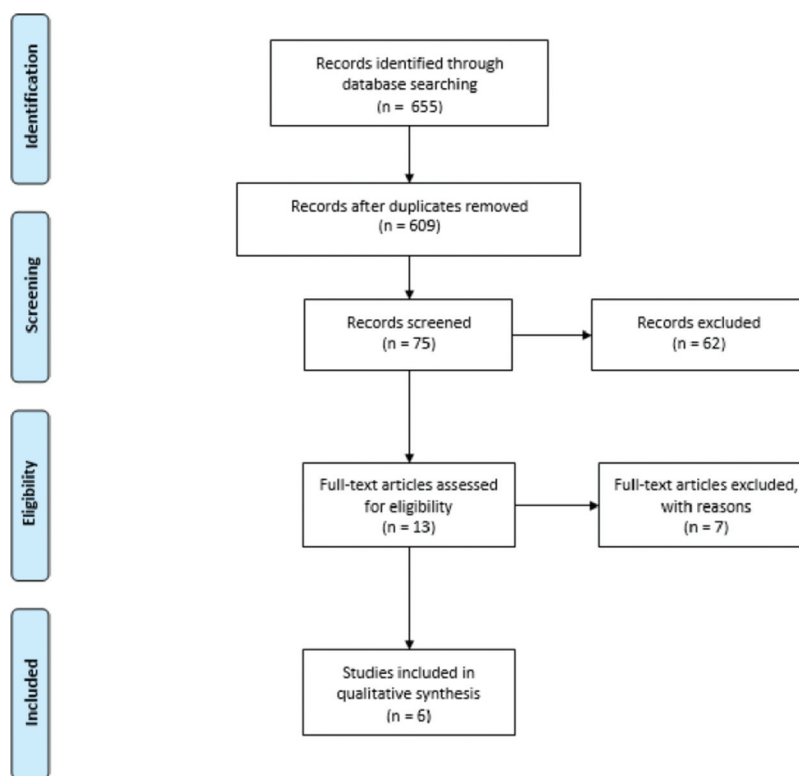 Identification
Records identified through
database searching
(n = 655)
Records after duplicates removed
(n = 609)
Screening
Records screened
(n = 75)
Records excluded
(n = 62)
Eligibility
Full-text articles assessed
for eligibility
(n = 13)
Full-text articles excluded,
with reasons
(n = 7)
Included
Studies included in
qualitative synthesis
(n = 6)